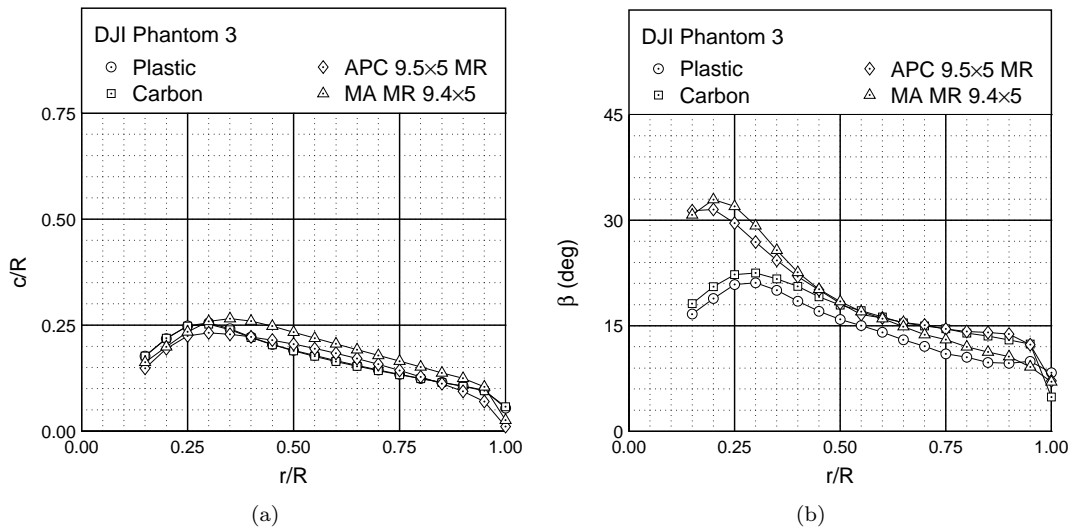 DJI Phantom 3
Plastic
Carbon
APC 9.5×5 MR
MA MR 9.4×5
0.75
0.50
0.25
0.00
c/R
0.00 0.25 0.50 0.75 1.00
r/R
(a)
DJI Phantom 3
Plastic
Carbon
APC 9.5×5 MR
MA MR 9.4×5
45
30
15
0
β (deg)
0.00 0.25 0.50 0.75 1.00
r/R
(b)